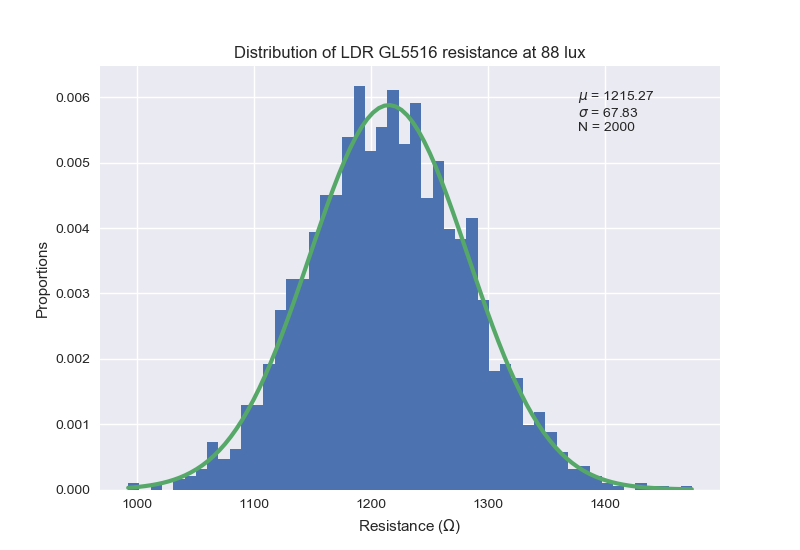 Distribution of LDR GL5516 resistance at 88 lux
μ = 1215.27
σ = 67.83
N = 2000
0.006
0.005
0.004
0.003
0.002
0.001
0.000
Proportions
1000 1100 1200 1300 1400
Resistance (Ω)